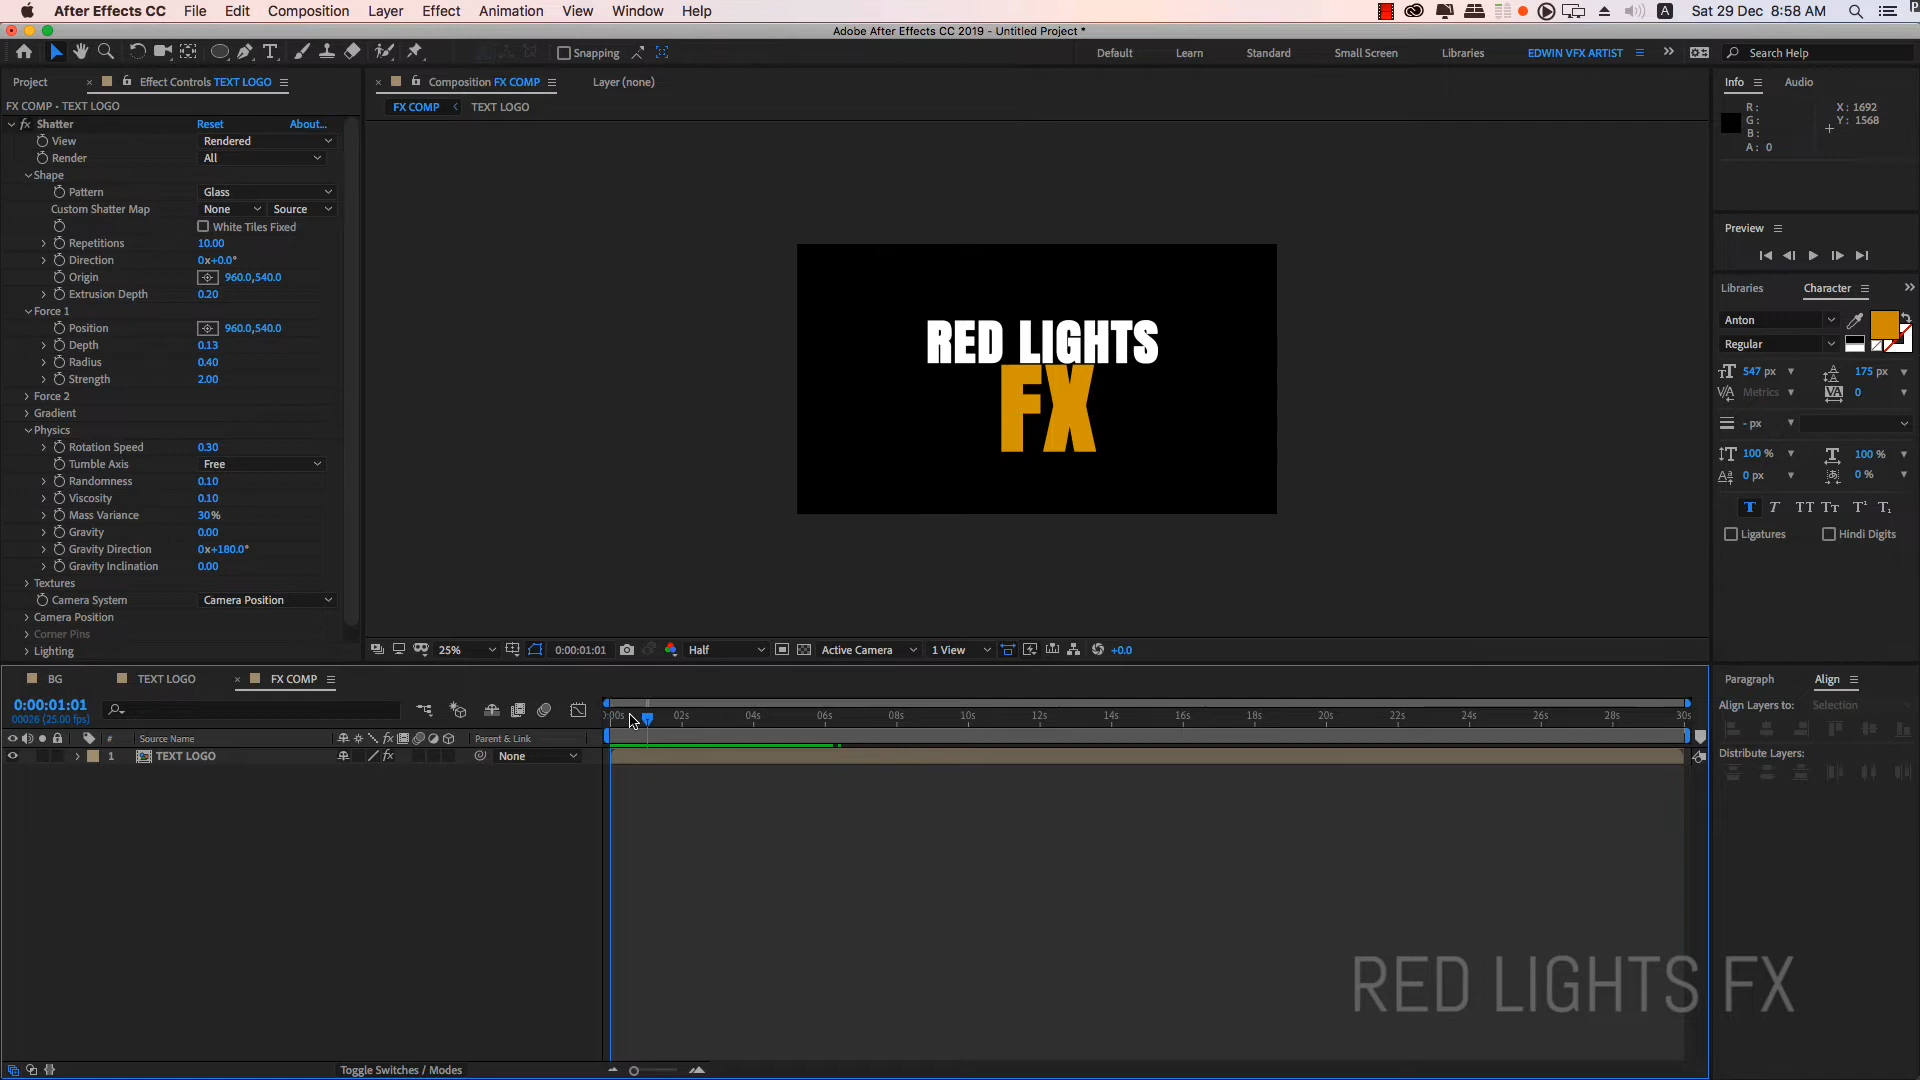 After Effects CC File Edit Composition Layer Effect Animation View Window Help A Sat 29 Dec 8:58 AM
Adobe After Effects CC 2019 - Untitled Project *
Snapping Default Learn Standard Small Screen Libraries EDWIN VFX ARTIST Search Help
Project Effect Controls TEXT LOGO Composition FX COMP Layer (none) Info Audio
FX COMP • TEXT LOGO FX COMP TEXT LOGO
R: X: 1692
G: Y: 1568
B:
A: 0
fx Shatter Reset About...
View Rendered
Render All
Shape
Pattern Glass
Custom Shatter Map None Source
White Tiles Fixed
Repetitions 10.00
Direction 0x+0.0°
Origin 960.0,540.0
Extrusion Depth 0.20
Force 1
Position 960.0,540.0
Depth 0.13
Radius 0.40
Strength 2.00
Force 2
Gradient
Physics
Rotation Speed 0.30
Tumble Axis Free
Randomness 0.10
Viscosity 0.10
Mass Variance 30%
Gravity 0.00
Gravity Direction 0x+180.0°
Gravity Inclination 0.00
Textures
Camera System Camera Position
Camera Position
Corner Pins
Lighting
RED LIGHTS
FX
Preview
Libraries Character
Anton
Regular
547 px 175 px
Metrics 0
- px
100 % 100 %
0 px 0 %
T T TT Tt T¹ T₁
Ligatures Hindi Digits
25% 0:00:01:01 Half Active Camera 1 View +0.0
BG TEXT LOGO FX COMP Paragraph Align
0:00:01:01
00026 (25.00 fps)
0:00s 02s 04s 06s 08s 10s 12s 14s 16s 18s 20s 22s 24s 26s 28s 30s
Align Layers to: Selection
# Source Name fx Parent & Link
1 TEXT LOGO fx None
Distribute Layers:
RED LIGHTS FX
Toggle Switches / Modes